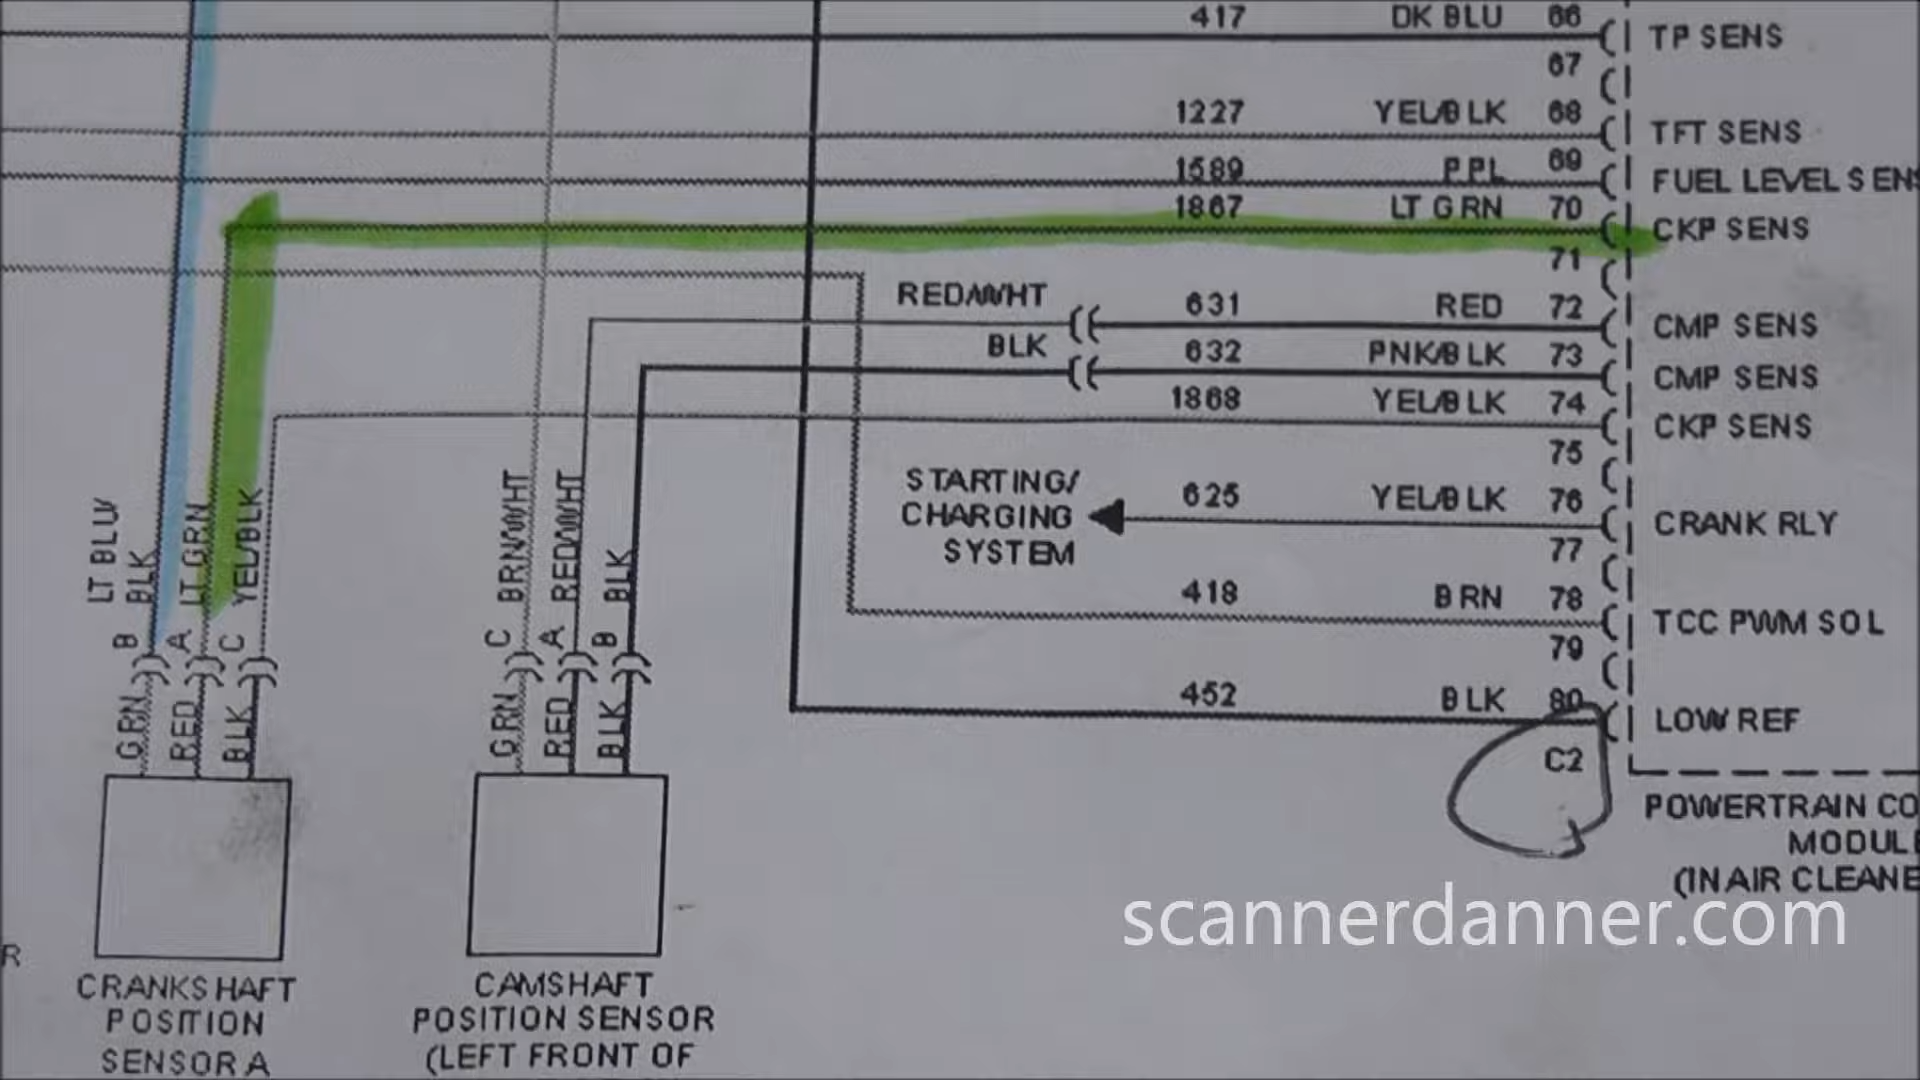 417 DK BLU 66 TP SENS
67
1227 YEL/BLK 68 TFT SENS
1589 PPL 69 FUEL LEVEL SENS
1867 LT GRN 70 CKP SENS
71
RED/WHT 631 RED 72 CMP SENS
BLK 632 PNK/BLK 73 CMP SENS
1868 YEL/BLK 74 CKP SENS
75
STARTING/
CHARGING
SYSTEM
625 YEL/BLK 76 CRANK RLY
77
418 BRN 78 TCC PWM SOL
79
452 BLK 80 LOW REF
C2
POWERTRAIN CO
MODULE
(IN AIR CLEANE
LT BLU/
BLK
LT GRN
YEL/BLK
B A C
GRN RED BLK
CRANKSHAFT
POSITION
SENSOR A
BRN/WHT
RED/WHT
BLK
C A B
GRN RED BLK
CAMSHAFT
POSITION SENSOR
(LEFT FRONT OF
R
scannerdanner.com